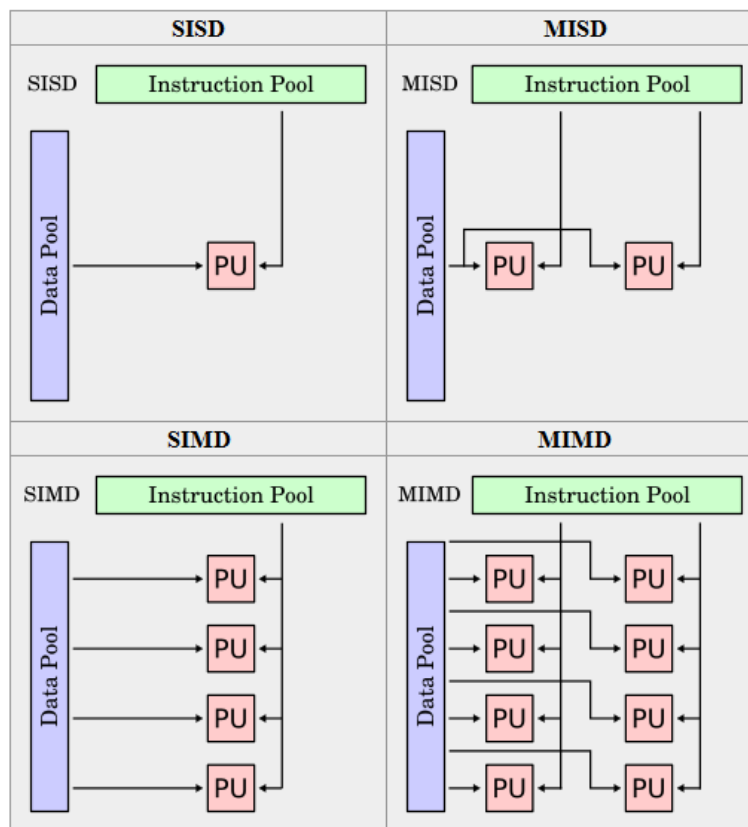 SISD
MISD
SISD
Instruction Pool
Data Pool
PU
MISD
Instruction Pool
Data Pool
PU
PU
SIMD
MIMD
SIMD
Instruction Pool
Data Pool
PU
PU
PU
PU
MIMD
Instruction Pool
Data Pool
PU
PU
PU
PU
PU
PU
PU
PU